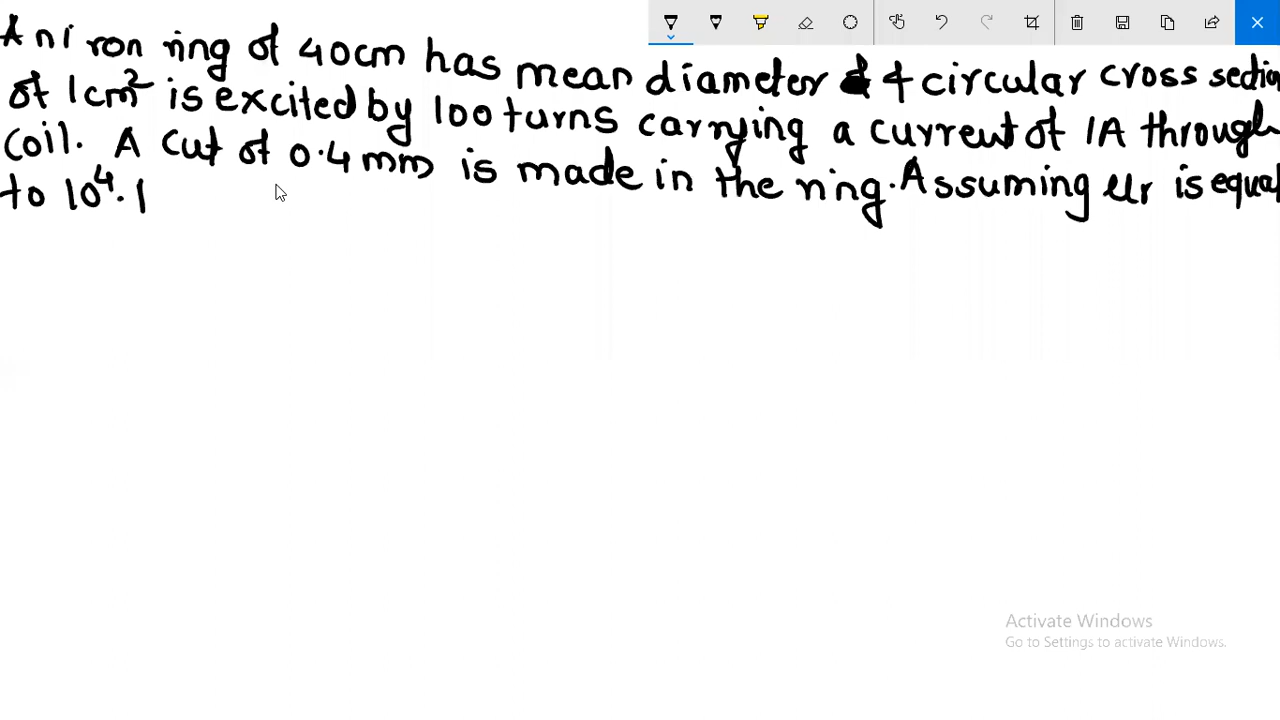 An iron ring of 40cm has mean diameter & circular cross section
of 1cm² is excited by 100 turns carrying a current of 1A through
coil. A cut of 0.4mm is made in the ring. Assuming μr is equal
to 10⁴. 1
Activate Windows
Go to Settings to activate Windows.